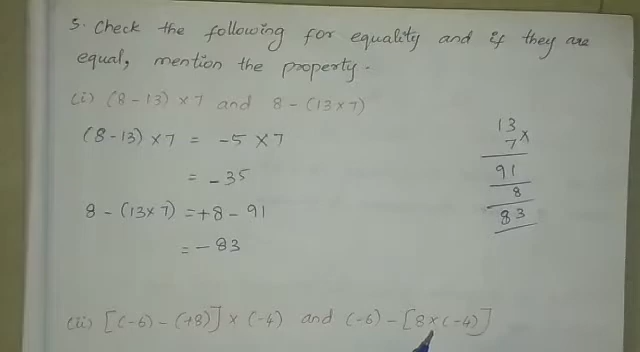 5. Check the following for equality and if they are
equal, mention the property.
(i) (8-13) × 7 and 8 - (13×7)
(8-13) × 7 = -5 × 7
= -35
8 - (13×7) = +8 - 91
= -83
13
7 ×
91
8
83
(ii) [(-6) - (+8)] × (-4) and (-6) - [8×(-4)]